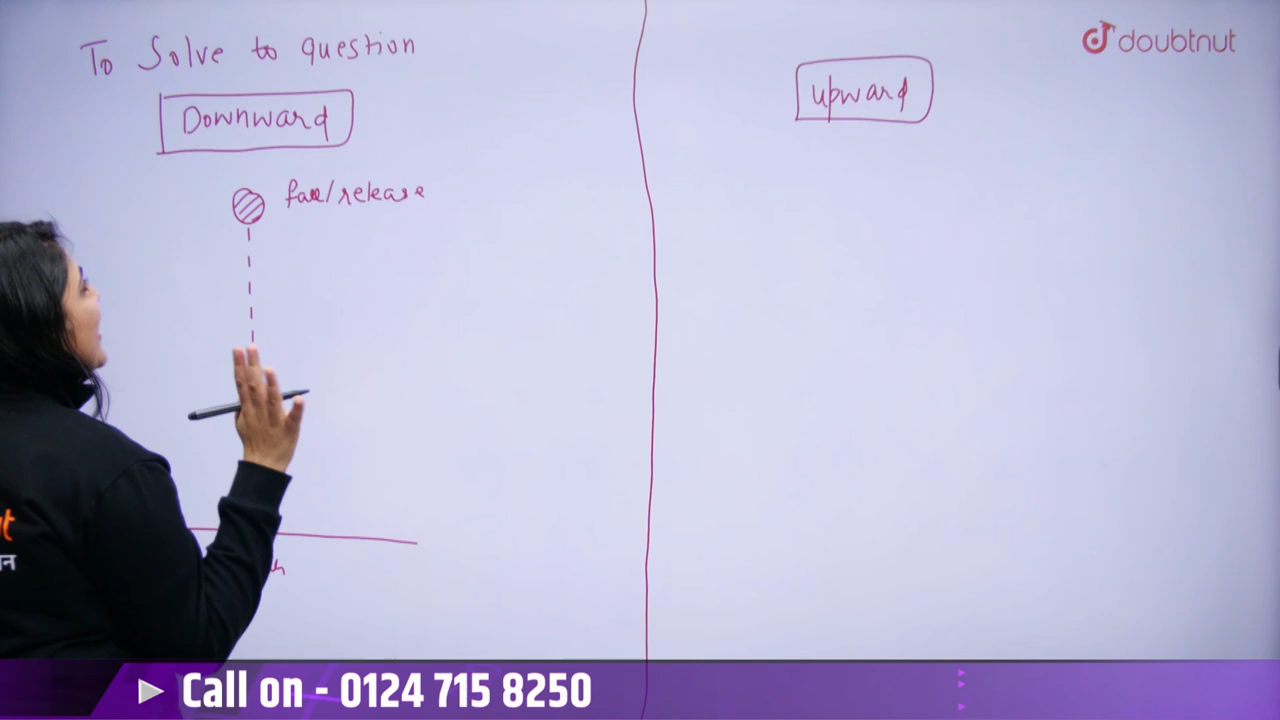 To Solve to question
Downward
fall/release
upward
doubtnut
Call on - 0124 715 8250